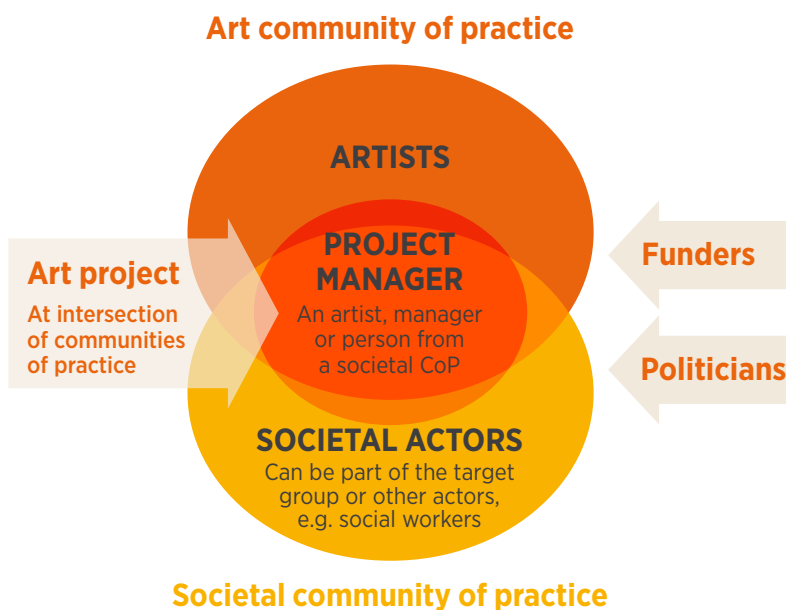 Art community of practice
ARTISTS
PROJECT
MANAGER
An artist, manager
or person from
a societal CoP
Art project
At intersection
of communities
of practice
Funders
Politicians
SOCIETAL ACTORS
Can be part of the target
group or other actors,
e.g. social workers
Societal community of practice